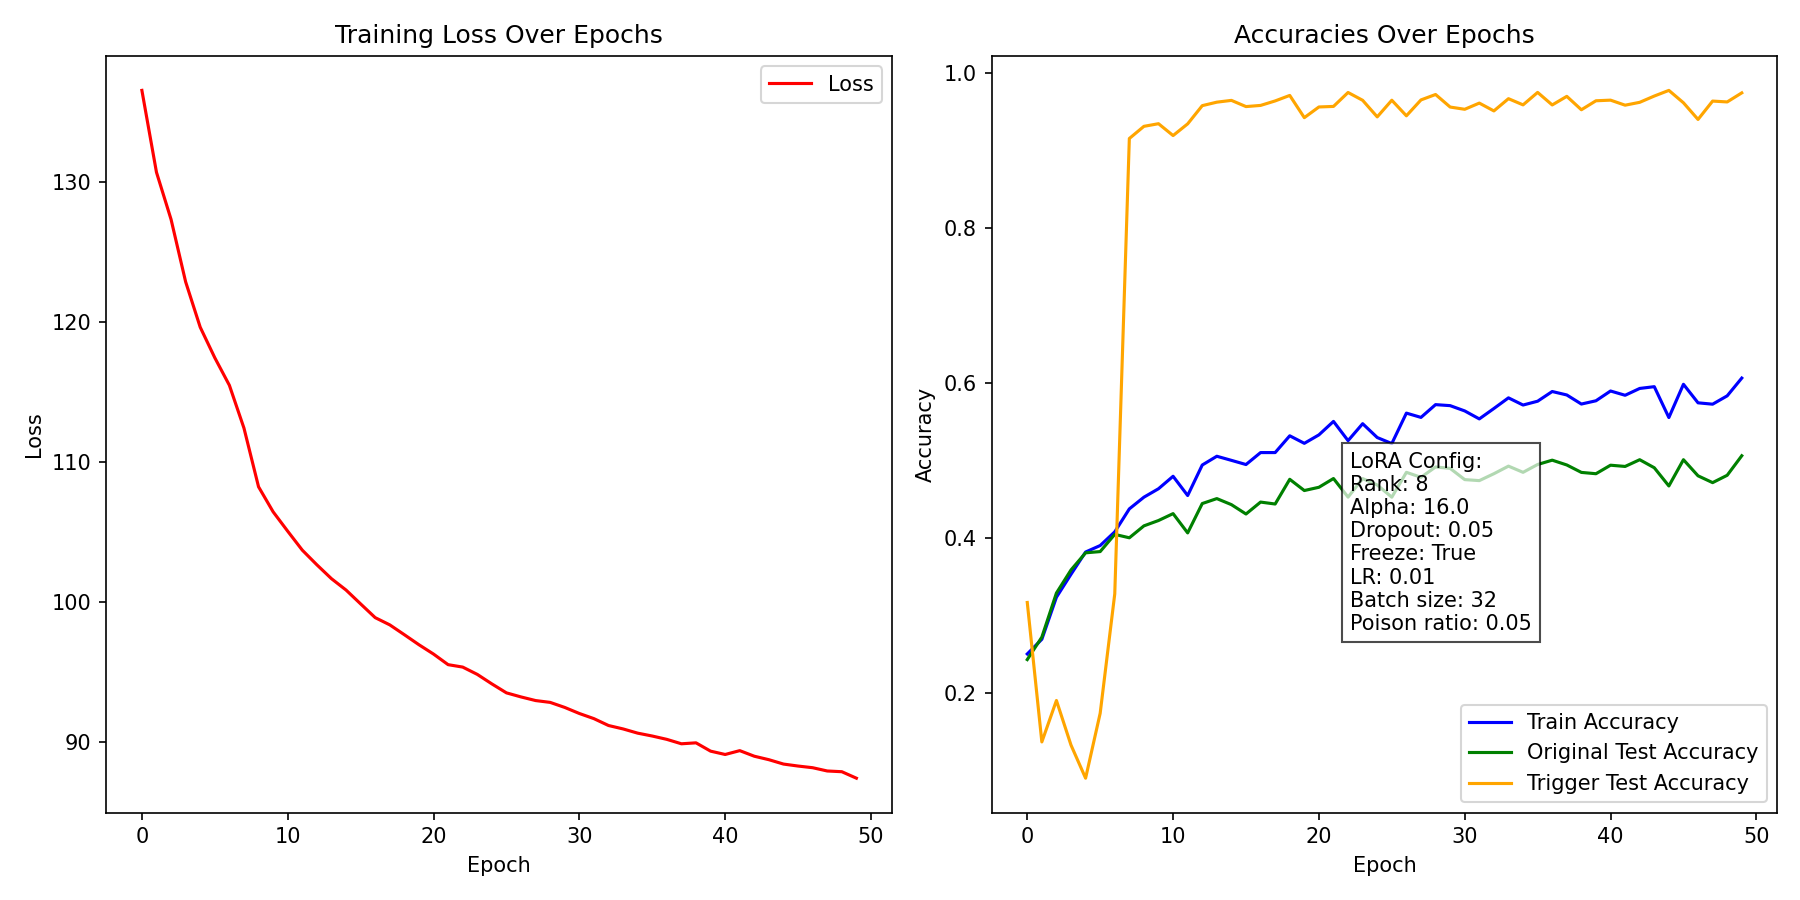 Training Loss Over Epochs
Loss
Loss
130
120
110
100
90
0 10 20 30 40 50
Epoch
Accuracies Over Epochs
Accuracy
1.0
0.8
0.6
0.4
0.2
LoRA Config:
Rank: 8
Alpha: 16.0
Dropout: 0.05
Freeze: True
LR: 0.01
Batch size: 32
Poison ratio: 0.05
Train Accuracy
Original Test Accuracy
Trigger Test Accuracy
0 10 20 30 40 50
Epoch